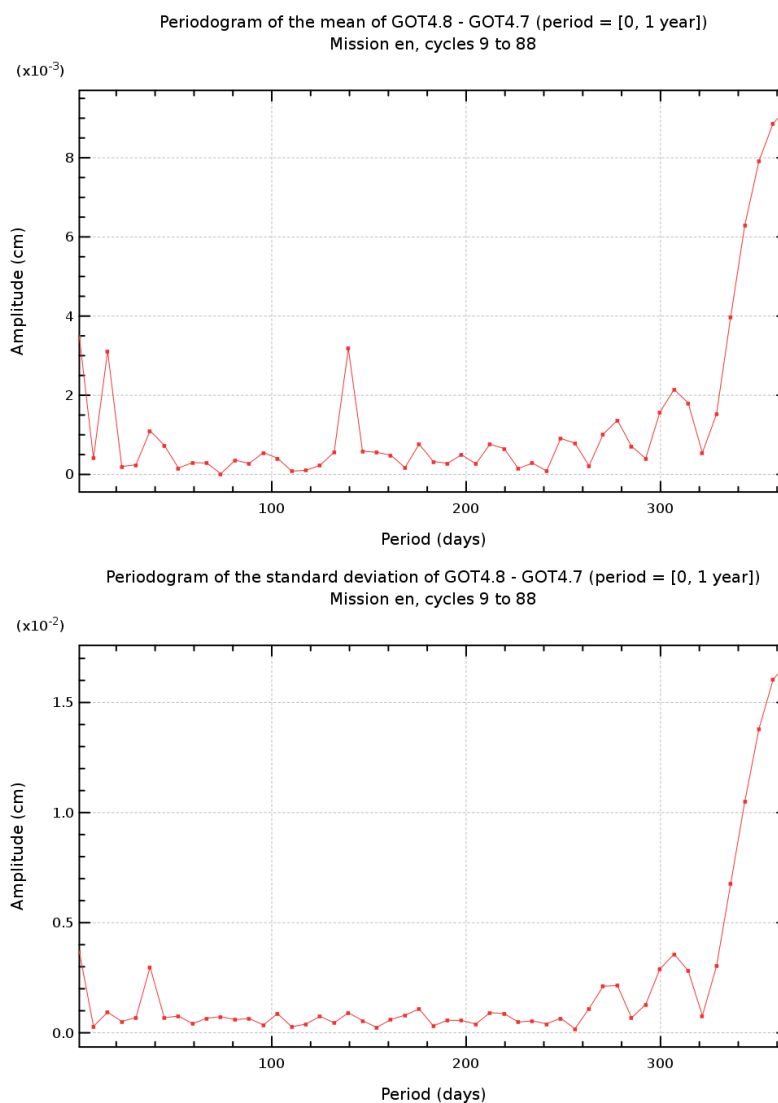 Periodogram of the mean of GOT4.8 - GOT4.7 (period = [0, 1 year])
Mission en, cycles 9 to 88
(x10⁻³)
8
6
4
2
0
Amplitude (cm)
100 200 300
Period (days)
Periodogram of the standard deviation of GOT4.8 - GOT4.7 (period = [0, 1 year])
Mission en, cycles 9 to 88
(x10⁻²)
1.5
1.0
0.5
0.0
Amplitude (cm)
100 200 300
Period (days)